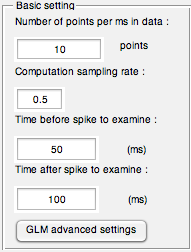 Basic setting
Number of points per ms in data :
10 points
Computation sampling rate :
0.5
Time before spike to examine :
50 (ms)
Time after spike to examine :
100 (ms)
GLM advanced settings